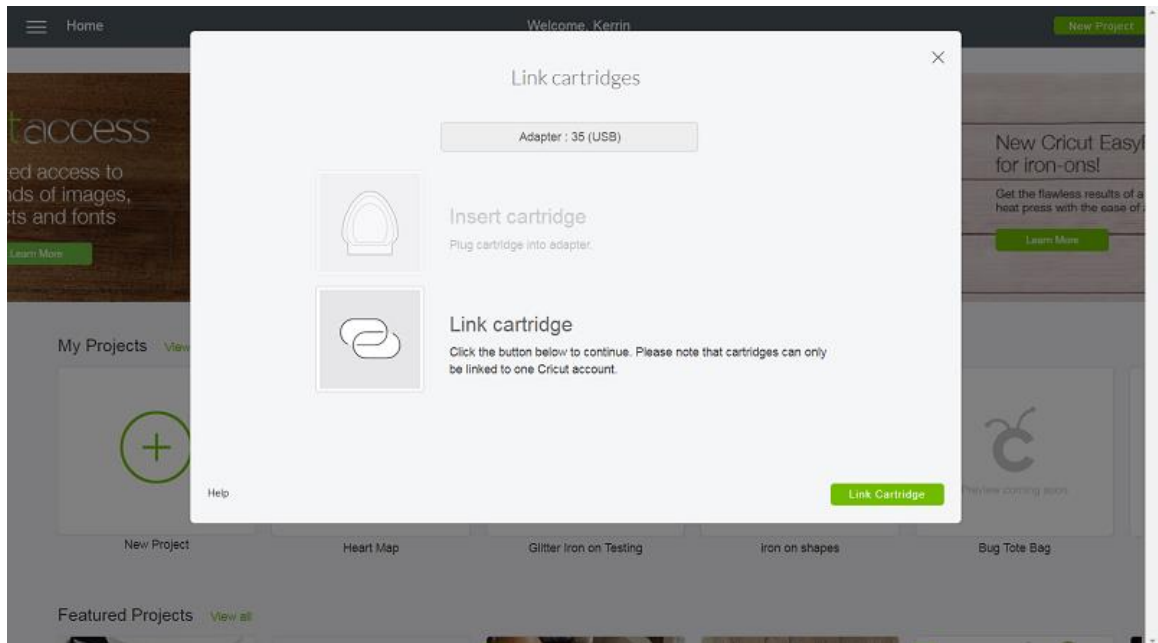 Home
Welcome, Kerrin
New Project
Link cartridges
Adapter : 35 (USB)
Insert cartridge
Plug cartridge into adapter.
Link cartridge
Click the button below to continue. Please note that cartridges can only
be linked to one Cricut account.
Help
Link Cartridge
access
ed access to
nds of images,
cts and fonts
Learn More
New Cricut Easy
for iron-ons!
Get the flawless results of a
heat press with the ease of
Learn More
My Projects View
Preview coming soon
New Project
Heart Map
Glitter Iron on Testing
iron on shapes
Bug Tote Bag
Featured Projects View all